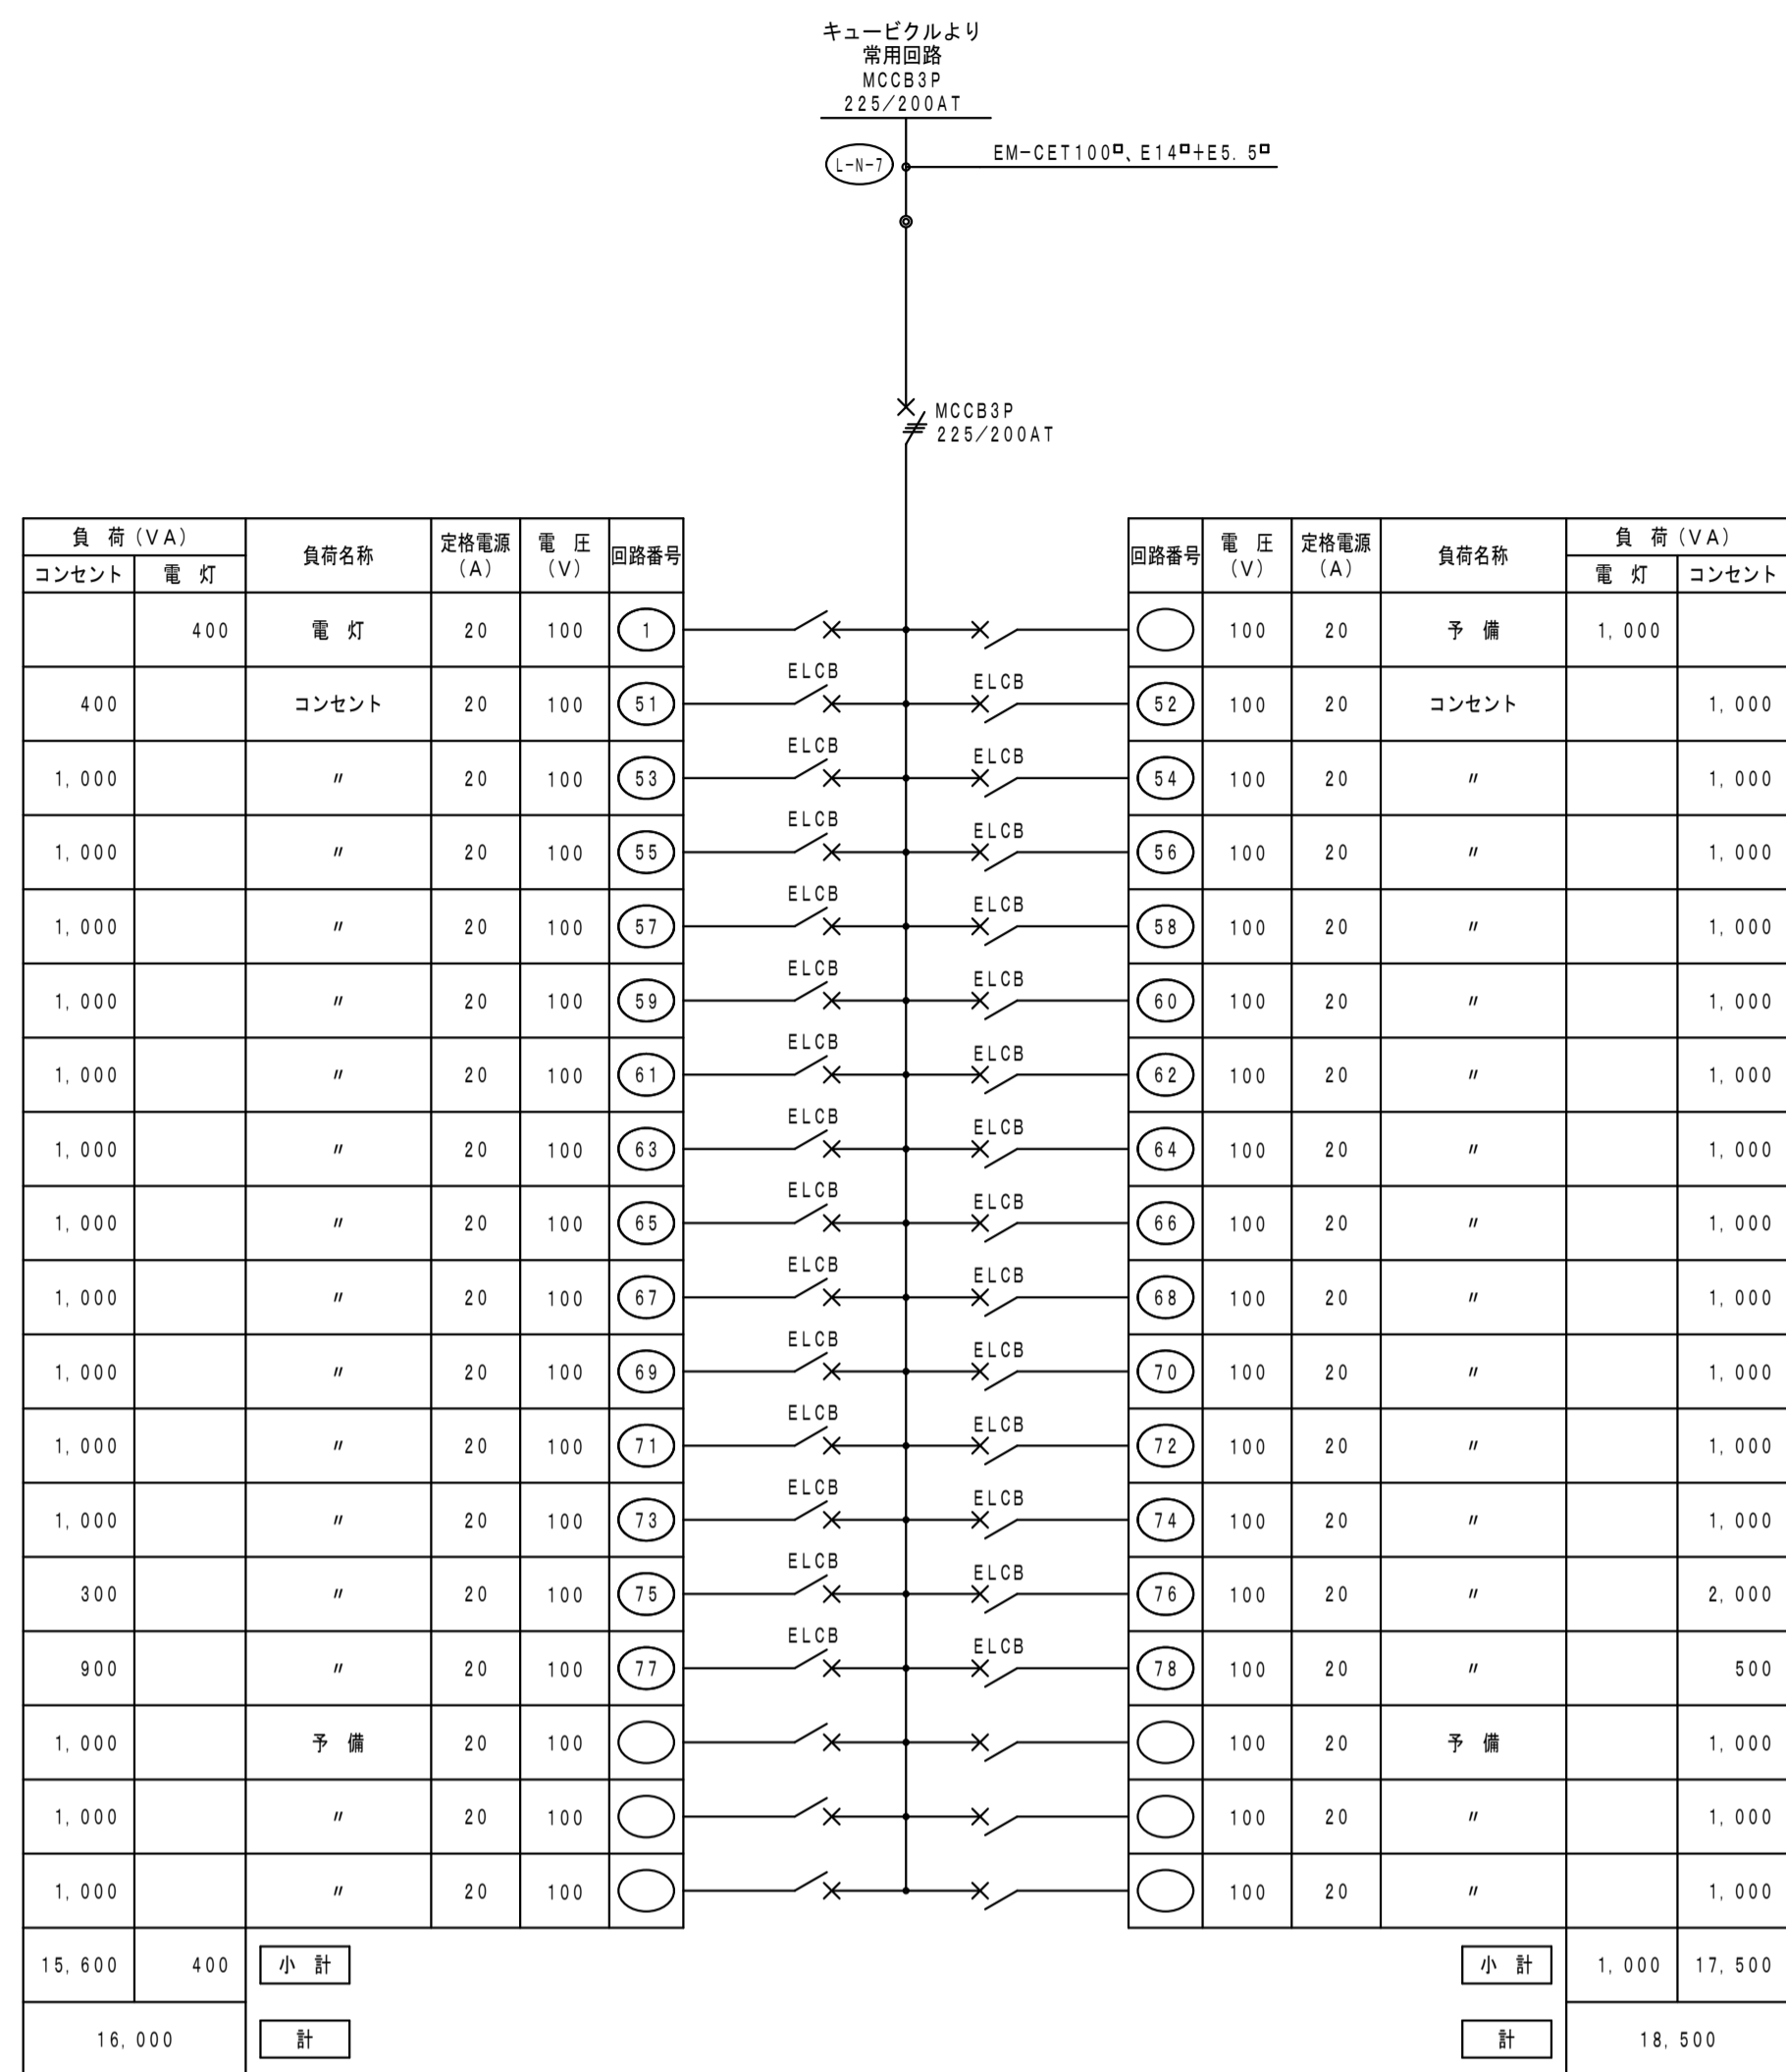 キュービクルより
常用回路
MCCB3P
225/200AT
L-N-7
EM-CET100□、E14□+E5.5□
MCCB3P
225/200AT
負 荷(VA) 負荷名称 定格電源(A) 電 圧(V) 回路番号 回路番号 電 圧(V) 定格電源(A) 負荷名称 負 荷(VA)
コンセント 電 灯 電 灯 コンセント
400 電 灯 20 100 1 100 20 予 備 1,000
400 コンセント 20 100 51 ELCB ELCB 52 100 20 コンセント 1,000
1,000 〃 20 100 53 ELCB ELCB 54 100 20 〃 1,000
1,000 〃 20 100 55 ELCB ELCB 56 100 20 〃 1,000
1,000 〃 20 100 57 ELCB ELCB 58 100 20 〃 1,000
1,000 〃 20 100 59 ELCB ELCB 60 100 20 〃 1,000
1,000 〃 20 100 61 ELCB ELCB 62 100 20 〃 1,000
1,000 〃 20 100 63 ELCB ELCB 64 100 20 〃 1,000
1,000 〃 20 100 65 ELCB ELCB 66 100 20 〃 1,000
1,000 〃 20 100 67 ELCB ELCB 68 100 20 〃 1,000
1,000 〃 20 100 69 ELCB ELCB 70 100 20 〃 1,000
1,000 〃 20 100 71 ELCB ELCB 72 100 20 〃 1,000
1,000 〃 20 100 73 ELCB ELCB 74 100 20 〃 1,000
300 〃 20 100 75 ELCB ELCB 76 100 20 〃 2,000
900 〃 20 100 77 ELCB ELCB 78 100 20 〃 500
1,000 予 備 20 100 100 20 予 備 1,000
1,000 〃 20 100 100 20 〃 1,000
1,000 〃 20 100 100 20 〃 1,000
15,600 400 小 計 小 計 1,000 17,500
16,000 計 計 18,500